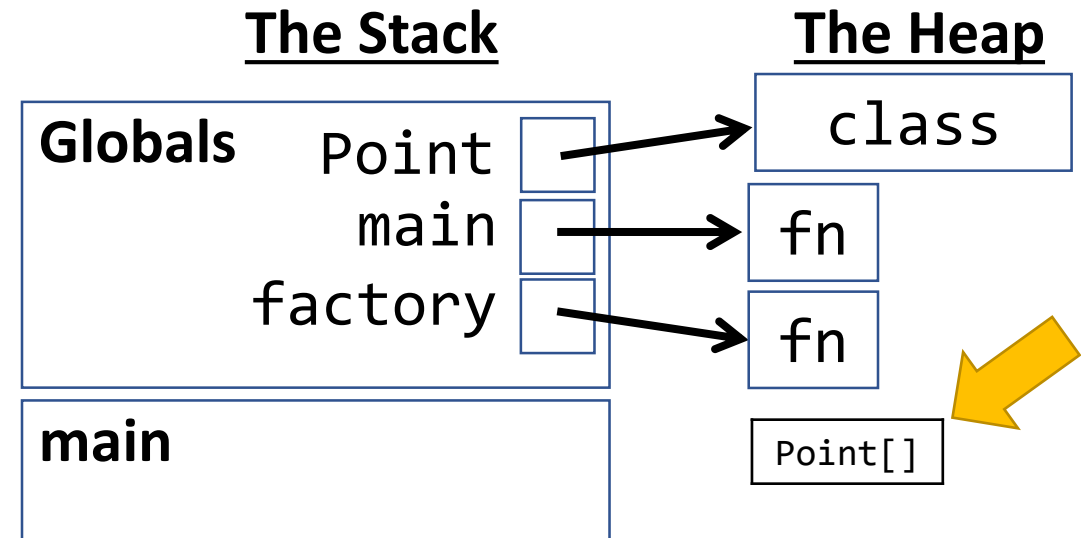 The Stack
The Heap
Globals
Point
main
factory
class
fn
fn
main
Point[]